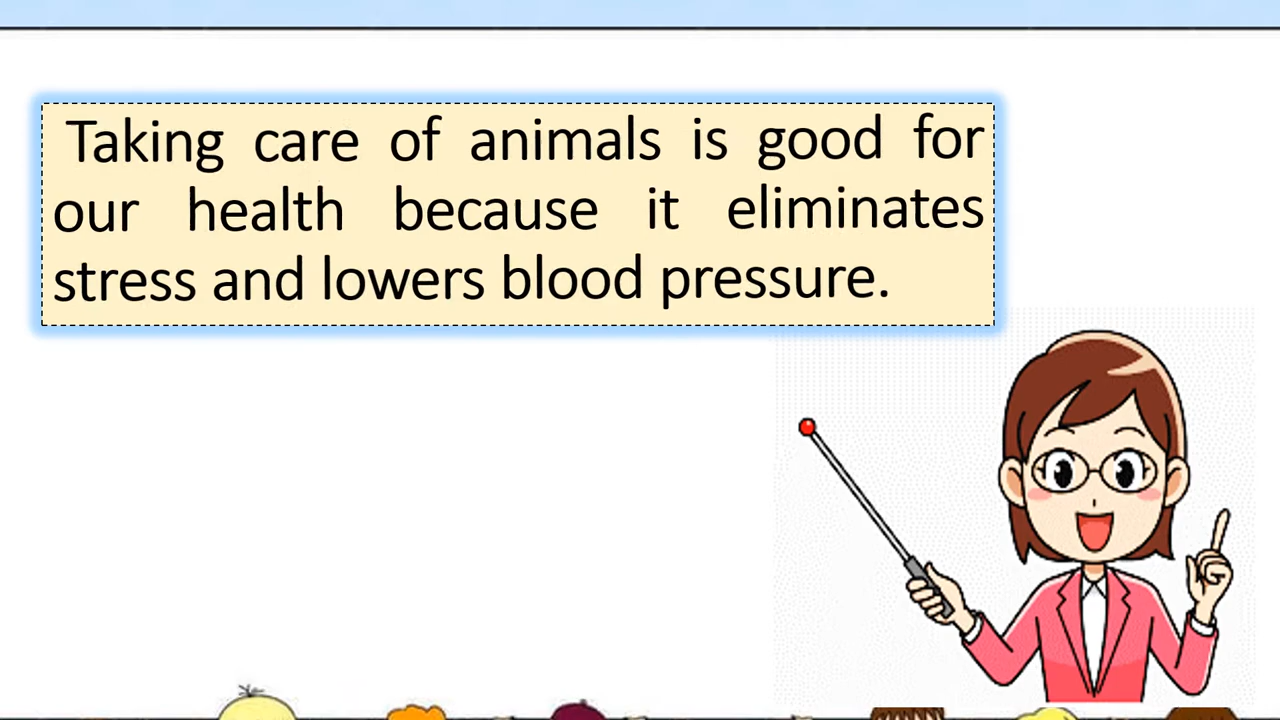 Taking care of animals is good for
our health because it eliminates
stress and lowers blood pressure.